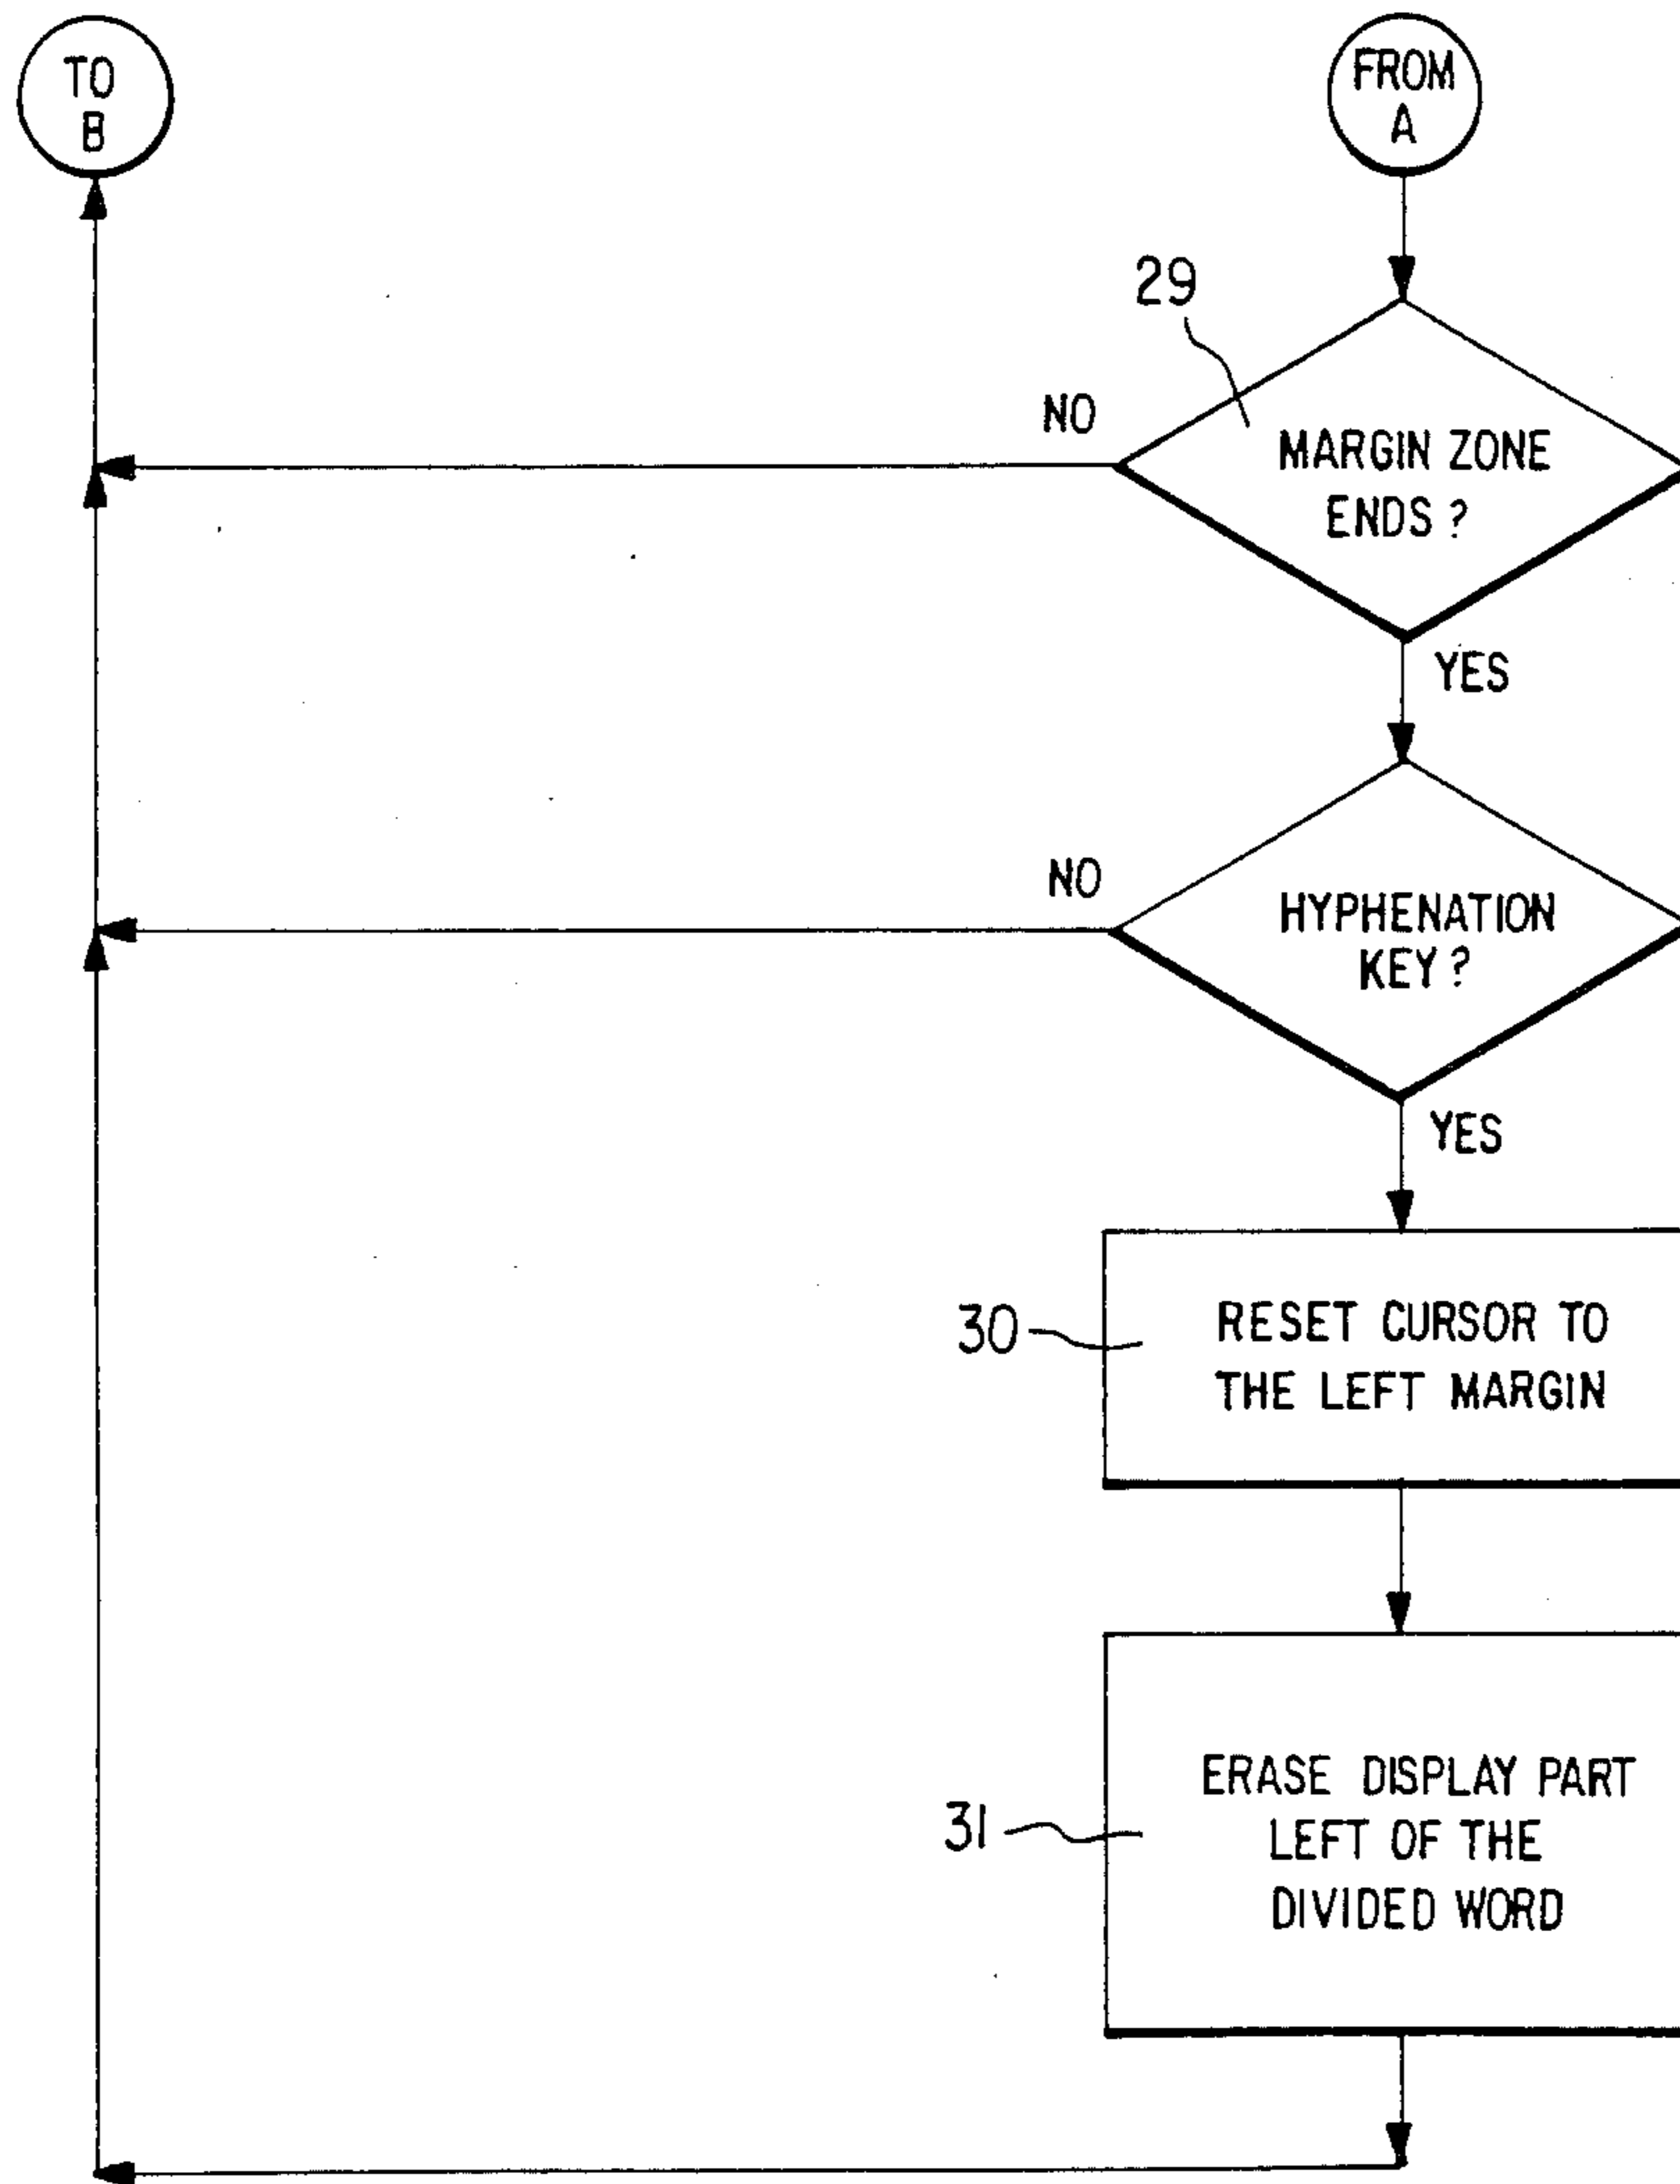 TO
B
FROM
A
29
NO
MARGIN ZONE
ENDS?
YES
NO
HYPHENATION
KEY?
YES
30
RESET CURSOR TO
THE LEFT MARGIN
31
ERASE DISPLAY PART
LEFT OF THE
DIVIDED WORD